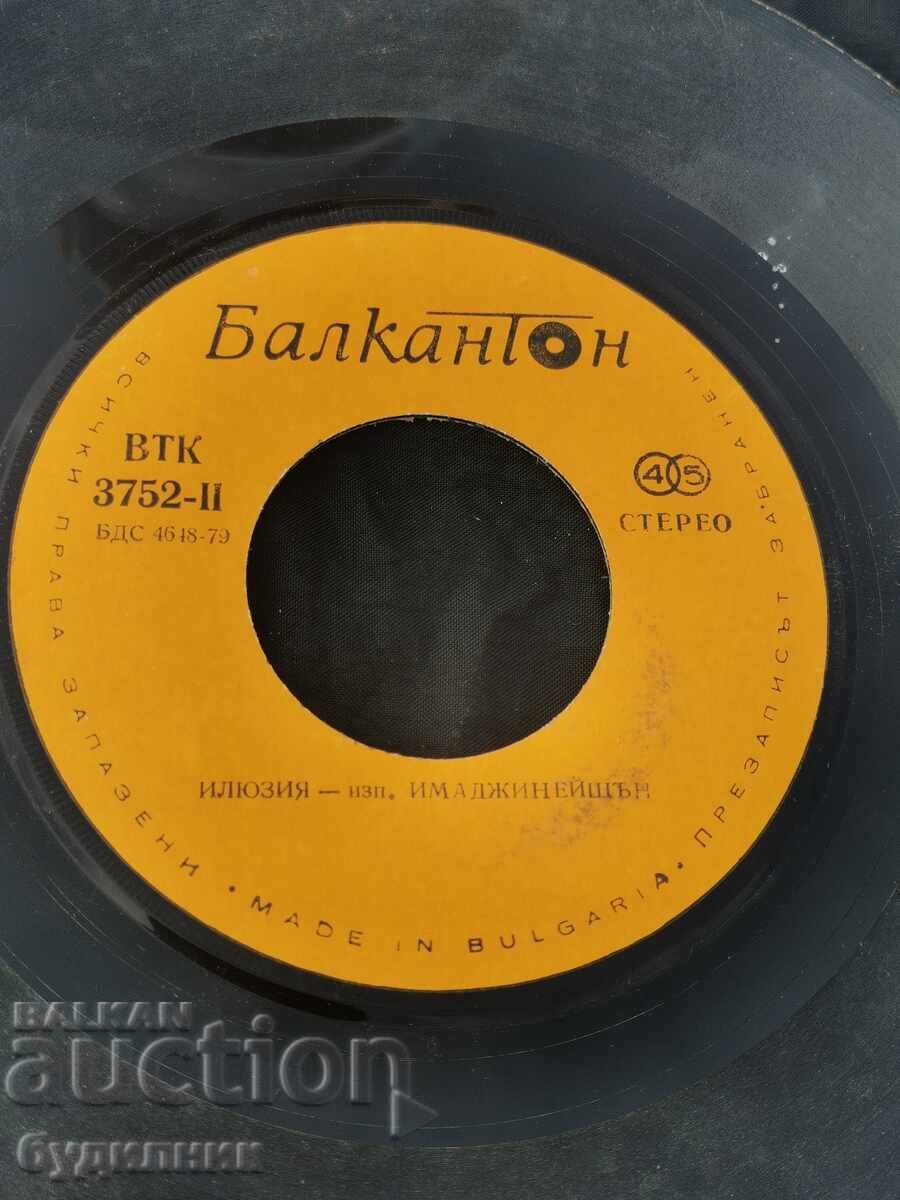 Балкантон
ВТК
3752-II
БДС 4648-79
45
СТЕРЕО
ИЛЮЗИЯ — изп. ИМАДЖИНЕЙШЪН
ВСИЧКИ ПРАВА ЗАПАЗЕНИ • MADE IN BULGARIA • ПРЕЗАПИСЪТ ЗАБРАНЕН
BALKAN
auction
будилник